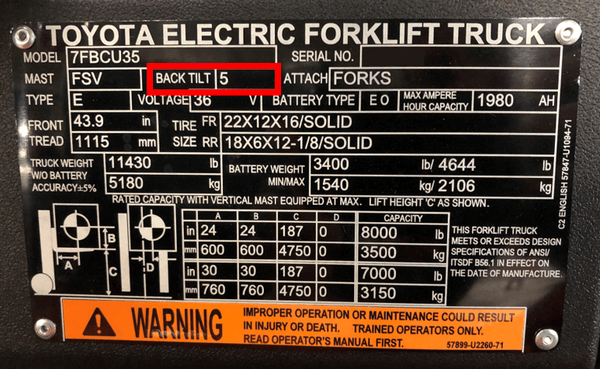 TOYOTA ELECTRIC FORKLIFT TRUCK
MODEL 7FBCU35 SERIAL NO.
MAST FSV BACK TILT 5 ATTACH FORKS
TYPE E VOLTAGE 36 V BATTERY TYPE E O MAX AMPERE HOUR CAPACITY 1980 AH
FRONT 43.9 in TIRE FR 22X12X16/SOLID
TREAD 1115 mm SIZE RR 18X6X12-1/8/SOLID
TRUCK WEIGHT 11430 lb BATTERY WEIGHT 3400 lb/ 4644 lb
W/O BATTERY
ACCURACY±5% 5180 kg MIN/MAX 1540 kg/ 2106 kg
RATED CAPACITY WITH VERTICAL MAST EQUIPPED AT MAX. LIFT HEIGHT 'C' AS SHOWN.
A B C D CAPACITY
in 24 24 187 0 8000 lb
mm 600 600 4750 0 3500 kg
in 30 30 187 0 7000 lb
mm 760 760 4750 0 3150 kg
A B C D
THIS FORKLIFT TRUCK
MEETS OR EXCEEDS DESIGN
SPECIFICATIONS OF ANSI/
ITSDF B56.1 IN EFFECT ON
THE DATE OF MANUFACTURE.
C2 ENGLISH 57847-U1094-71
WARNING
IMPROPER OPERATION OR MAINTENANCE COULD RESULT
IN INJURY OR DEATH. TRAINED OPERATORS ONLY.
READ OPERATOR'S MANUAL FIRST. 57899-U2260-71